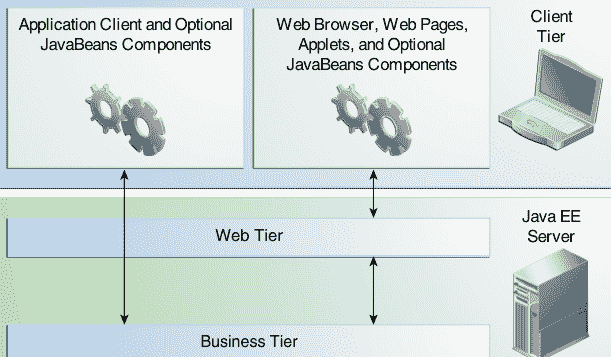 Application Client and Optional
JavaBeans Components
Web Browser, Web Pages,
Applets, and Optional
JavaBeans Components
Client
Tier
Web Tier
Java EE
Server
Business Tier